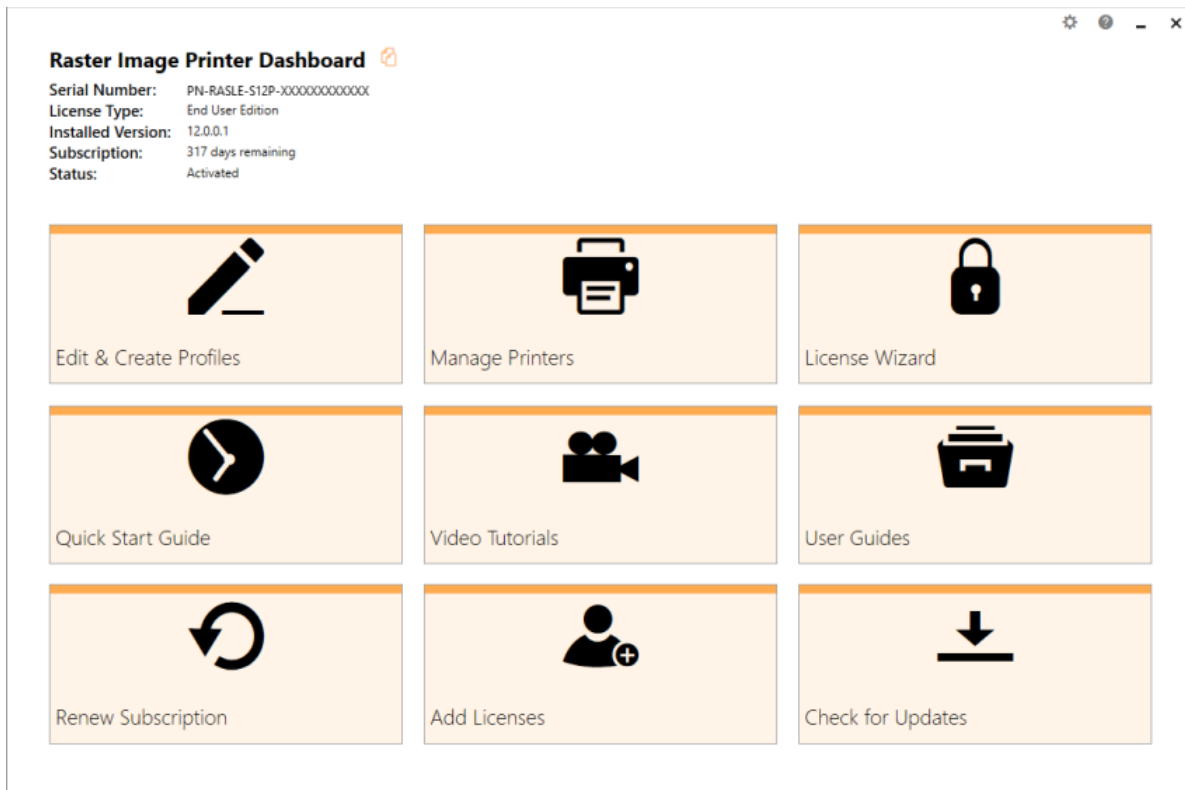 Raster Image Printer Dashboard
Serial Number: PN-RASLE-S12P-XXXXXXXXXXXX
License Type: End User Edition
Installed Version: 12.0.0.1
Subscription: 317 days remaining
Status: Activated
Edit & Create Profiles
Manage Printers
License Wizard
Quick Start Guide
Video Tutorials
User Guides
Renew Subscription
Add Licenses
Check for Updates